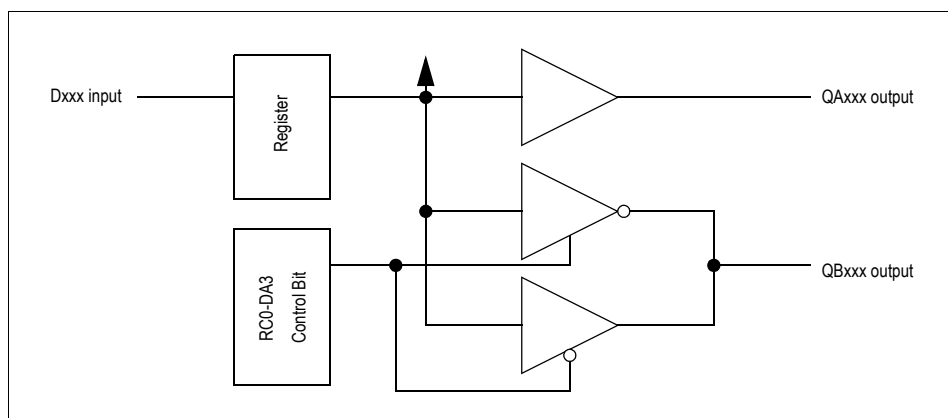 Dxxx input
Register
QAxxx output
RC0-DA3
Control Bit
QBxxx output